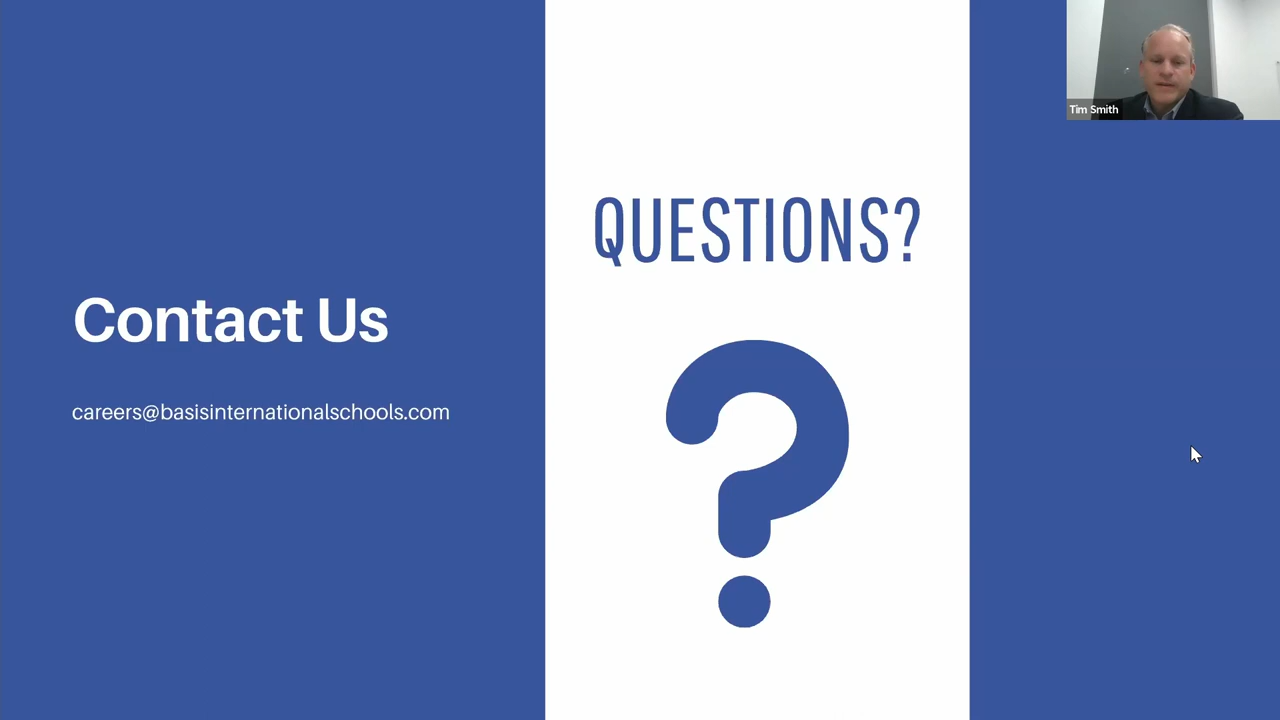 Contact Us
careers@basisinternationalschools.com
QUESTIONS?
?
Tim Smith